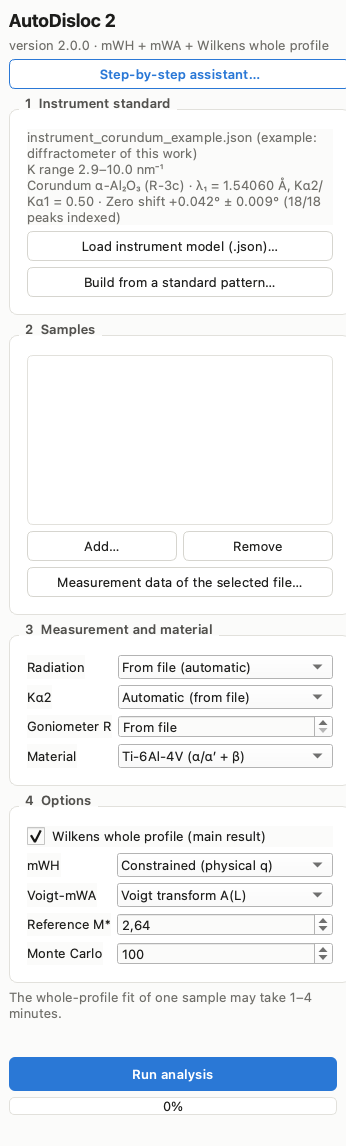 AutoDisloc 2
version 2.0.0 · mWH + mWA + Wilkens whole profile
Step-by-step assistant...
1 Instrument standard
instrument_corundum_example.json (example:
diffractometer of this work)
K range 2.9–10.0 nm⁻¹
Corundum α-Al₂O₃ (R-3c) · λ₁ = 1.54060 Å, Kα2/
Kα1 = 0.50 · Zero shift +0.042° ± 0.009° (18/18
peaks indexed)
Load instrument model (.json)...
Build from a standard pattern...
2 Samples
Add... Remove
Measurement data of the selected file...
3 Measurement and material
Radiation From file (automatic)
Kα2 Automatic (from file)
Goniometer R From file
Material Ti-6Al-4V (α/α′ + β)
4 Options
Wilkens whole profile (main result)
mWH Constrained (physical q)
Voigt-mWA Voigt transform A(L)
Reference M* 2,64
Monte Carlo 100
The whole-profile fit of one sample may take 1–4
minutes.
Run analysis
0%